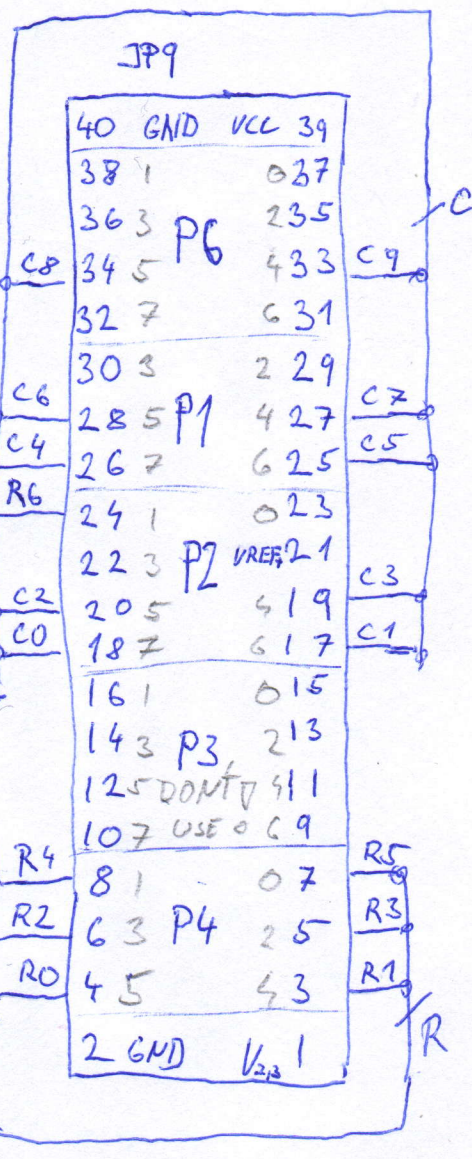 JP9
40 GND VCC 39
38 1 0 37
36 3 P6 2 35
C8 34 5 4 33 C9
C
32 7 6 31
30 3 2 29
C6 28 5 P1 4 27 C7
C4 26 7 6 25 C5
R6 24 1 0 23
22 3 P2 VREF+ 21
C2 20 5 4 19 C3
C0 18 7 6 17 C1
16 1 0 15
14 3 P3 2 13
12 5 DON'T 4 11
10 7 USE 6 9
R4 8 1 0 7 R5
R2 6 3 P4 2 5 R3
R0 4 5 4 3 R1
R
2 GND V2,3 1